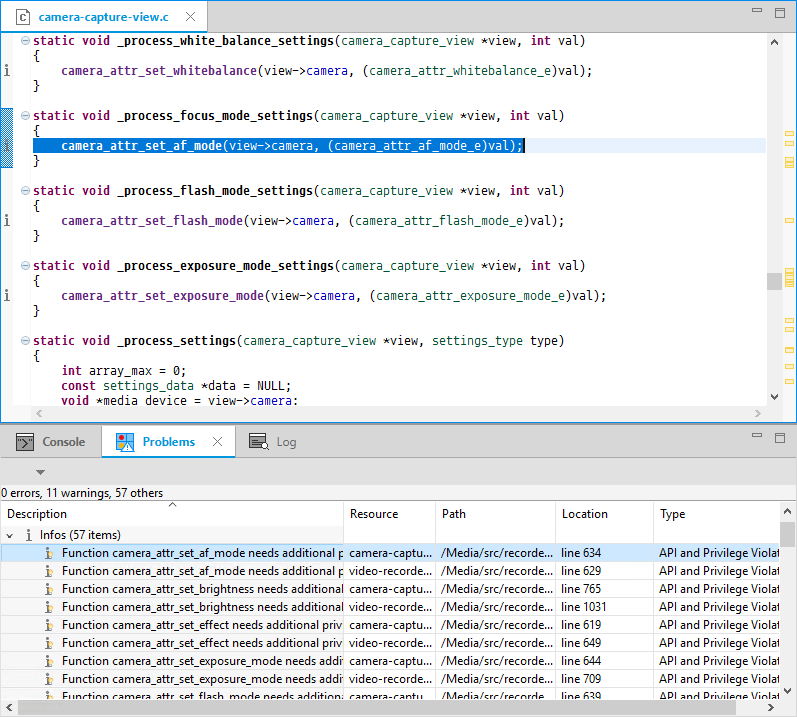 camera-capture-view.c
static void _process_white_balance_settings(camera_capture_view *view, int val)
{
camera_attr_set_whitebalance(view->camera, (camera_attr_whitebalance_e)val);
}
static void _process_focus_mode_settings(camera_capture_view *view, int val)
{
camera_attr_set_af_mode(view->camera, (camera_attr_af_mode_e)val);
}
static void _process_flash_mode_settings(camera_capture_view *view, int val)
{
camera_attr_set_flash_mode(view->camera, (camera_attr_flash_mode_e)val);
}
static void _process_exposure_mode_settings(camera_capture_view *view, int val)
{
camera_attr_set_exposure_mode(view->camera, (camera_attr_exposure_mode_e)val);
}
static void _process_settings(camera_capture_view *view, settings_type type)
{
int array_max = 0;
const settings_data *data = NULL;
void *media_device = view->camera;
Console Problems Log
0 errors, 11 warnings, 57 others
Description Resource Path Location Type
Infos (57 items)
Function camera_attr_set_af_mode needs additional p camera-captu... /Media/src/recorde... line 634 API and Privilege Violat
Function camera_attr_set_af_mode needs additional p video-recorde... /Media/src/recorde... line 629 API and Privilege Violat
Function camera_attr_set_brightness needs additional camera-captu... /Media/src/recorde... line 765 API and Privilege Violat
Function camera_attr_set_brightness needs additional video-recorde... /Media/src/recorde... line 1031 API and Privilege Violat
Function camera_attr_set_effect needs additional priv camera-captu... /Media/src/recorde... line 619 API and Privilege Violat
Function camera_attr_set_effect needs additional priv video-recorde... /Media/src/recorde... line 649 API and Privilege Violat
Function camera_attr_set_exposure_mode needs addi camera-captu... /Media/src/recorde... line 644 API and Privilege Violat
Function camera_attr_set_exposure_mode needs addi video-recorde... /Media/src/recorde... line 709 API and Privilege Violat
Function camera_attr_set_flash_mode needs addition camera-captu... /Media/src/recorde... line 639 API and Privilege Violat